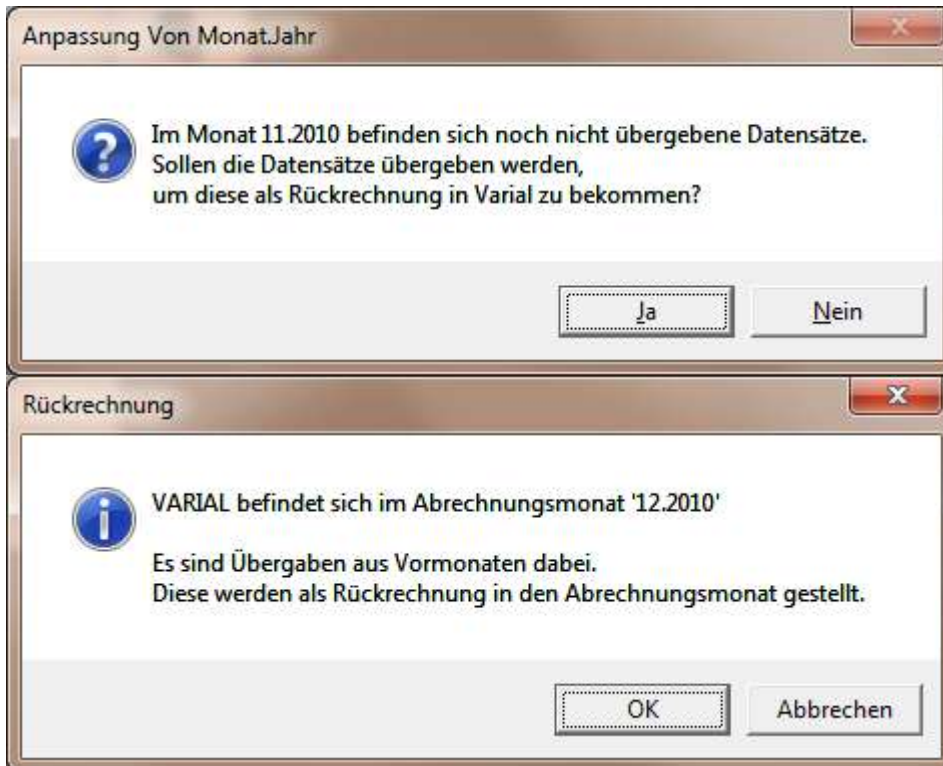 Anpassung Von Monat.Jahr
Im Monat 11.2010 befinden sich noch nicht übergebene Datensätze.
Sollen die Datensätze übergeben werden,
um diese als Rückrechnung in Varial zu bekommen?
Ja
Nein
Rückrechnung
VARIAL befindet sich im Abrechnungsmonat '12.2010'
Es sind Übergaben aus Vormonaten dabei.
Diese werden als Rückrechnung in den Abrechnungsmonat gestellt.
OK
Abbrechen